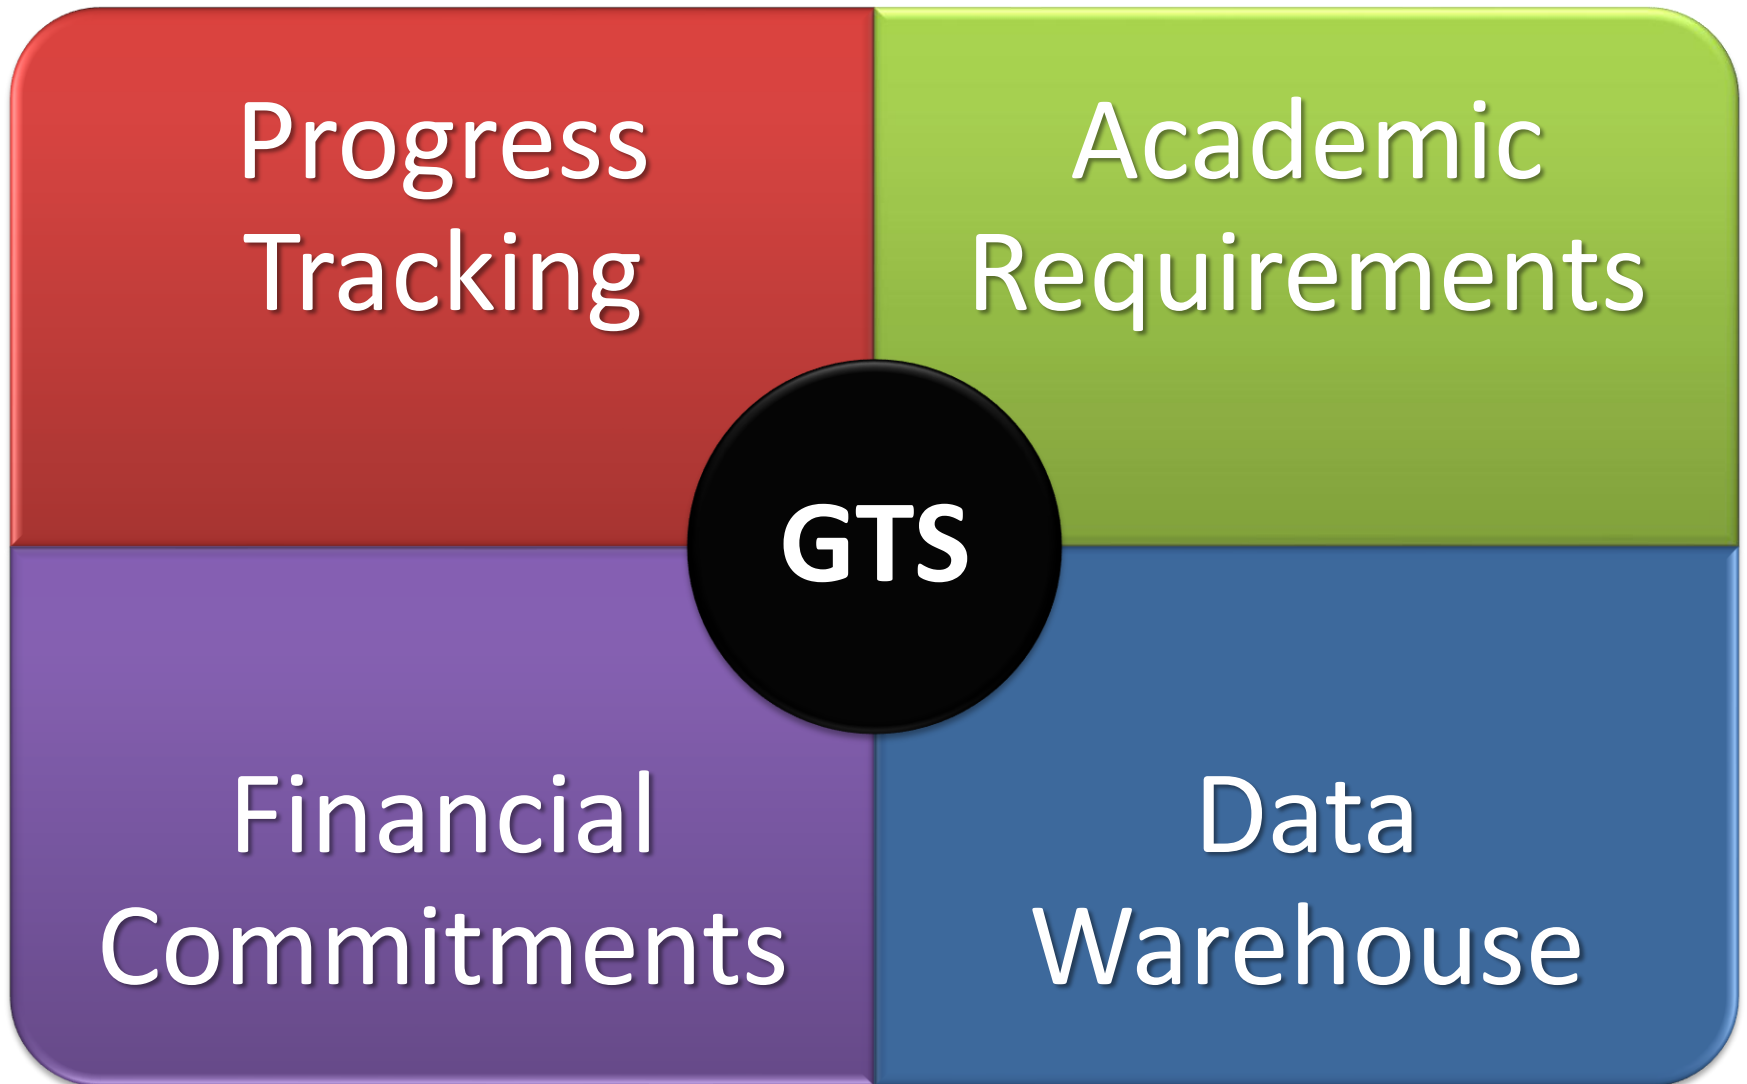 Progress
Tracking
Academic
Requirements
GTS
Financial
Commitments
Data
Warehouse